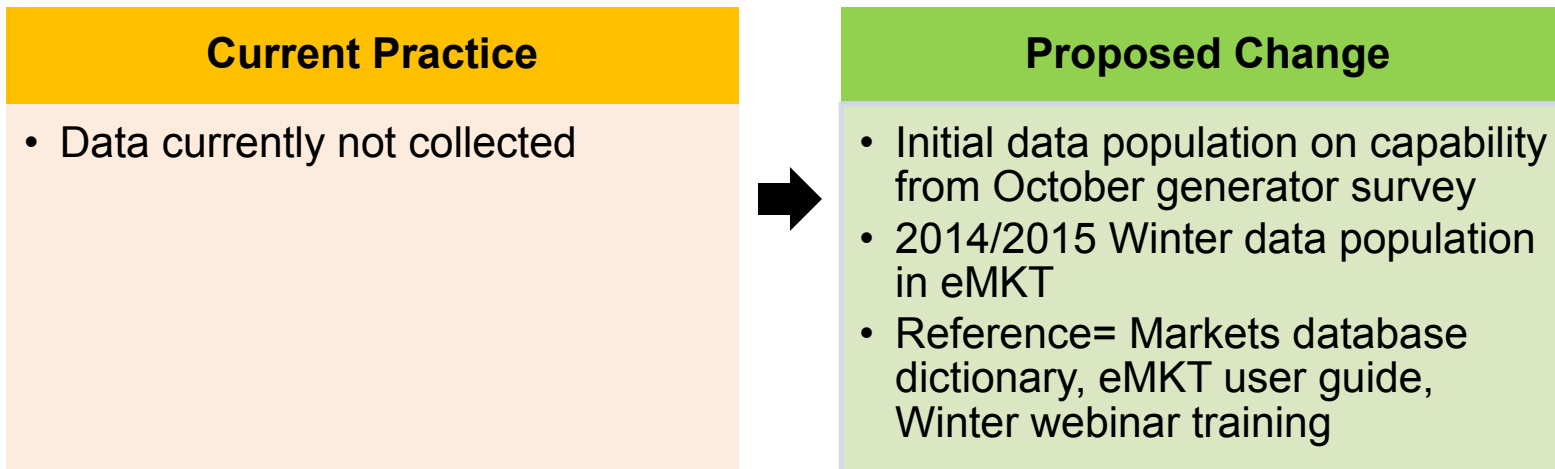 Current Practice
• Data currently not collected
Proposed Change
• Initial data population on capability
from October generator survey
• 2014/2015 Winter data population
in eMKT
• Reference= Markets database
dictionary, eMKT user guide,
Winter webinar training